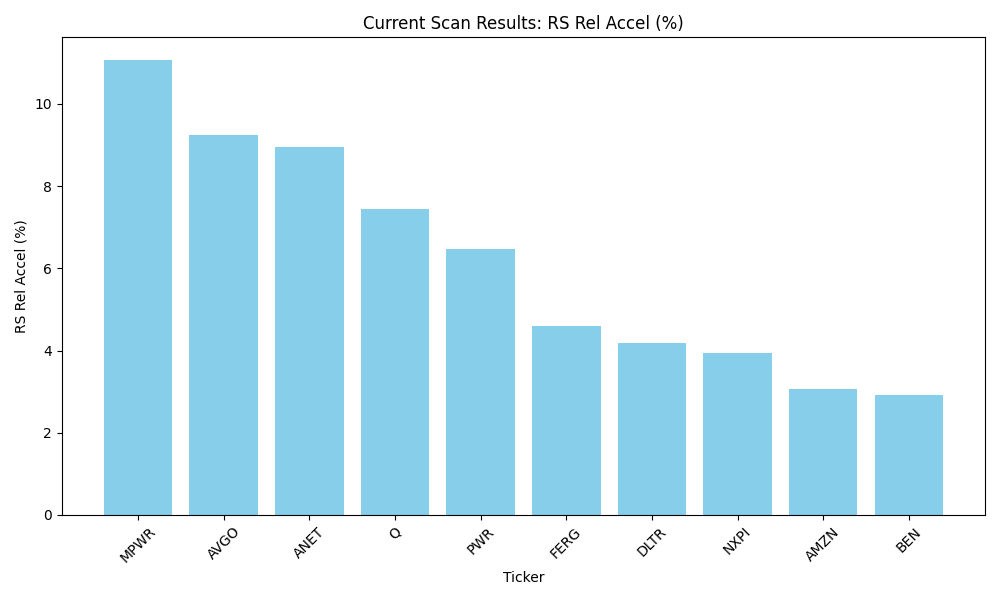 Current Scan Results: RS Rel Accel (%)
RS Rel Accel (%)
10
8
6
4
2
0
MPWR AVGO ANET Q PWR FERG DLTR NXPI AMZN BEN
Ticker